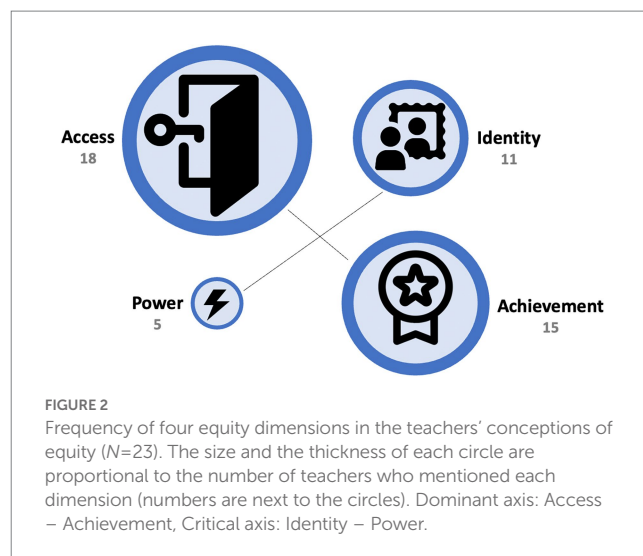 Access
18
Identity
11
Power
5
Achievement
15
FIGURE 2
Frequency of four equity dimensions in the teachers’ conceptions of
equity (N=23). The size and the thickness of each circle are
proportional to the number of teachers who mentioned each
dimension (numbers are next to the circles). Dominant axis: Access
– Achievement, Critical axis: Identity – Power.